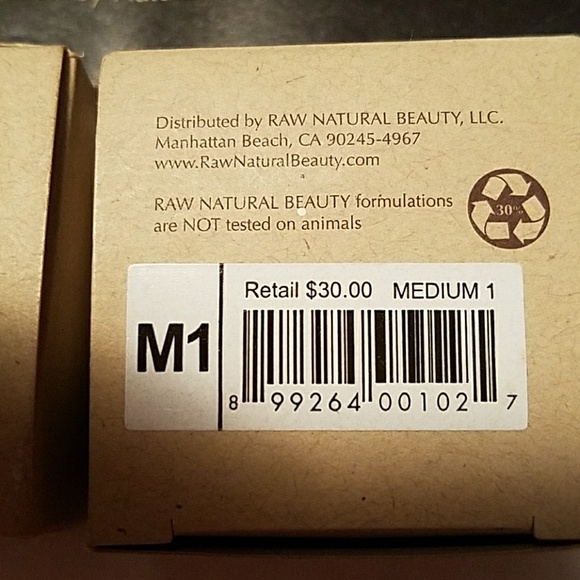 Distributed by RAW NATURAL BEAUTY, LLC.
Manhattan Beach, CA 90245-4967
www.RawNaturalBeauty.com
RAW NATURAL BEAUTY formulations
are NOT tested on animals
30%
Retail $30.00 MEDIUM 1
M1
8 99264 00102 7